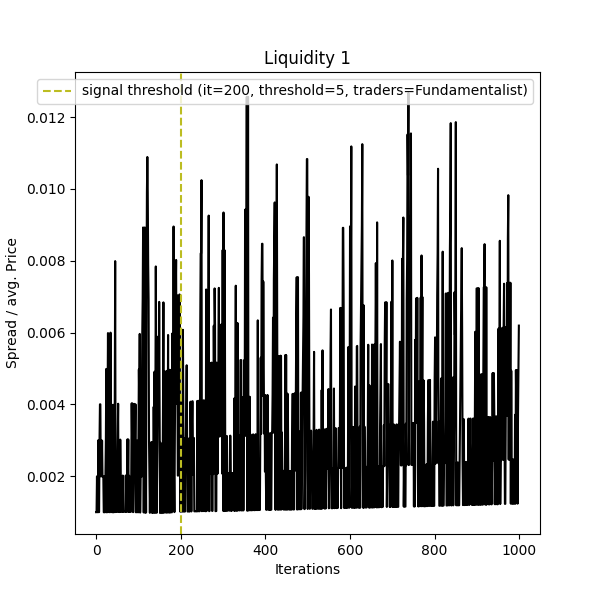 Liquidity 1
signal threshold (it=200, threshold=5, traders=Fundamentalist)
Spread / avg. Price
0.012
0.010
0.008
0.006
0.004
0.002
0 200 400 600 800 1000
Iterations